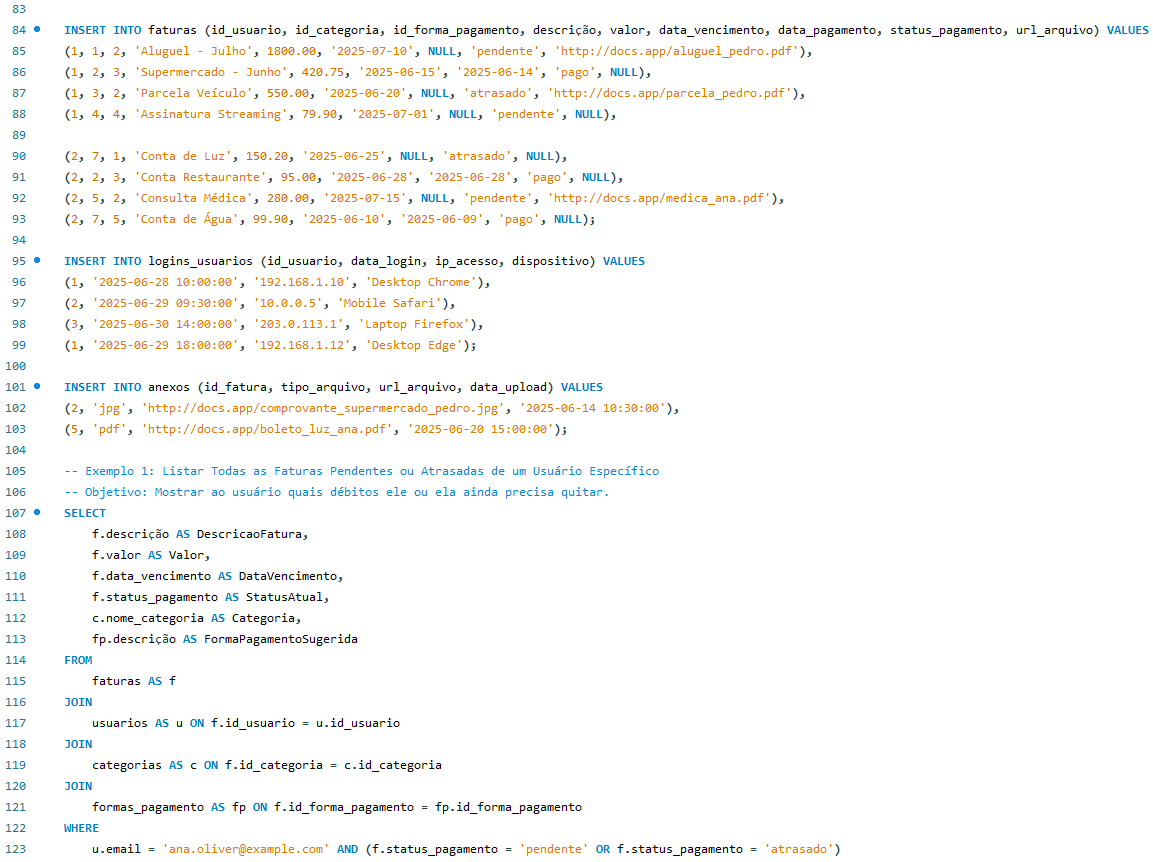 83
84 INSERT INTO faturas (id_usuario, id_categoria, id_forma_pagamento, descrição, valor, data_vencimento, data_pagamento, status_pagamento, url_arquivo) VALUES
85 (1, 1, 2, 'Aluguel - Julho', 1800.00, '2025-07-10', NULL, 'pendente', 'http://docs.app/aluguel_pedro.pdf'),
86 (1, 2, 3, 'Supermercado - Junho', 420.75, '2025-06-15', '2025-06-14', 'pago', NULL),
87 (1, 3, 2, 'Parcela Veículo', 550.00, '2025-06-20', NULL, 'atrasado', 'http://docs.app/parcela_pedro.pdf'),
88 (1, 4, 4, 'Assinatura Streaming', 79.90, '2025-07-01', NULL, 'pendente', NULL),
89
90 (2, 7, 1, 'Conta de Luz', 150.20, '2025-06-25', NULL, 'atrasado', NULL),
91 (2, 2, 3, 'Conta Restaurante', 95.00, '2025-06-28', '2025-06-28', 'pago', NULL),
92 (2, 5, 2, 'Consulta Médica', 280.00, '2025-07-15', NULL, 'pendente', 'http://docs.app/medica_ana.pdf'),
93 (2, 7, 5, 'Conta de Água', 99.90, '2025-06-10', '2025-06-09', 'pago', NULL);
94
95 INSERT INTO logins_usuarios (id_usuario, data_login, ip_acesso, dispositivo) VALUES
96 (1, '2025-06-28 10:00:00', '192.168.1.10', 'Desktop Chrome'),
97 (2, '2025-06-29 09:30:00', '10.0.0.5', 'Mobile Safari'),
98 (3, '2025-06-30 14:00:00', '203.0.113.1', 'Laptop Firefox'),
99 (1, '2025-06-29 18:00:00', '192.168.1.12', 'Desktop Edge');
100
101 INSERT INTO anexos (id_fatura, tipo_arquivo, url_arquivo, data_upload) VALUES
102 (2, 'jpg', 'http://docs.app/comprovante_supermercado_pedro.jpg', '2025-06-14 10:30:00'),
103 (5, 'pdf', 'http://docs.app/boleto_luz_ana.pdf', '2025-06-20 15:00:00');
104
105 -- Exemplo 1: Listar Todas as Faturas Pendentes ou Atrasadas de um Usuário Específico
106 -- Objetivo: Mostrar ao usuário quais débitos ele ou ela ainda precisa quitar.
107 SELECT
108 f.descrição AS DescricaoFatura,
109 f.valor AS Valor,
110 f.data_vencimento AS DataVencimento,
111 f.status_pagamento AS StatusAtual,
112 c.nome_categoria AS Categoria,
113 fp.descrição AS FormaPagamentoSugerida
114 FROM
115 faturas AS f
116 JOIN
117 usuarios AS u ON f.id_usuario = u.id_usuario
118 JOIN
119 categorias AS c ON f.id_categoria = c.id_categoria
120 JOIN
121 formas_pagamento AS fp ON f.id_forma_pagamento = fp.id_forma_pagamento
122 WHERE
123 u.email = 'ana.oliver@example.com' AND (f.status_pagamento = 'pendente' OR f.status_pagamento = 'atrasado')